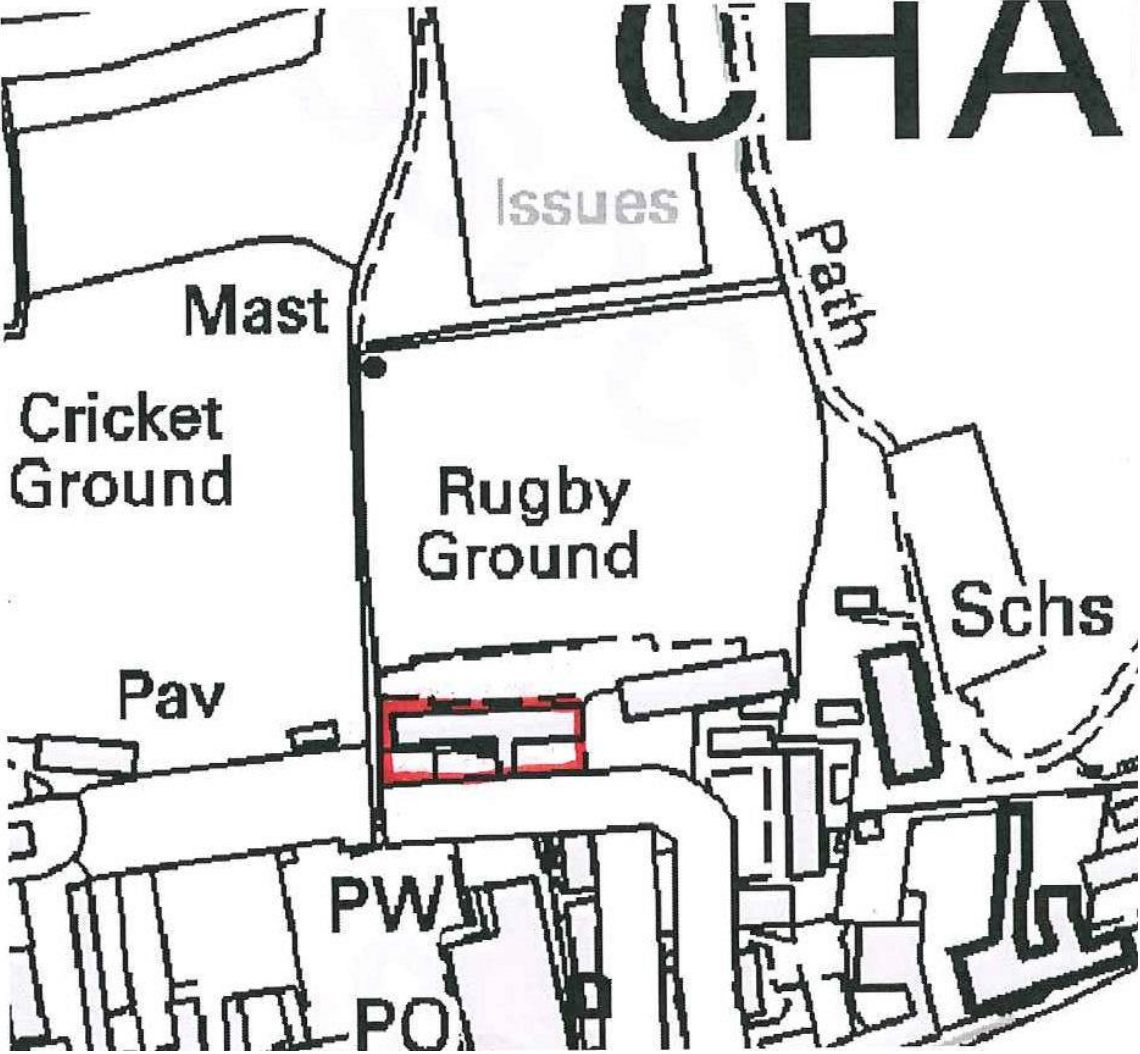 CHA
Issues
Path
Mast
Cricket
Ground
Rugby
Ground
Schs
Pav
PW
PO